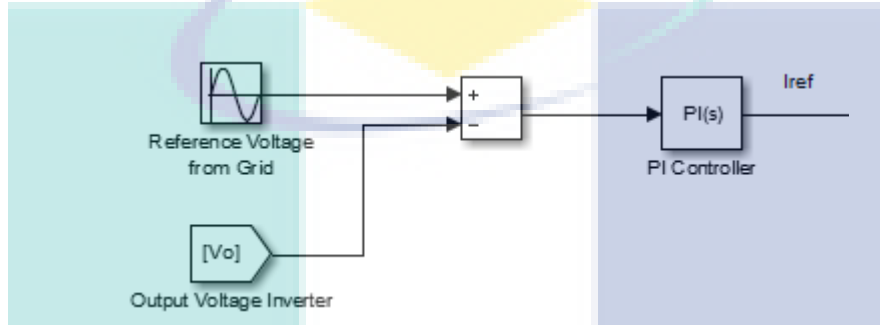 Reference Voltage
from Grid
+
−
PI(s)
PI Controller
Iref
[Vo]
Output Voltage Inverter